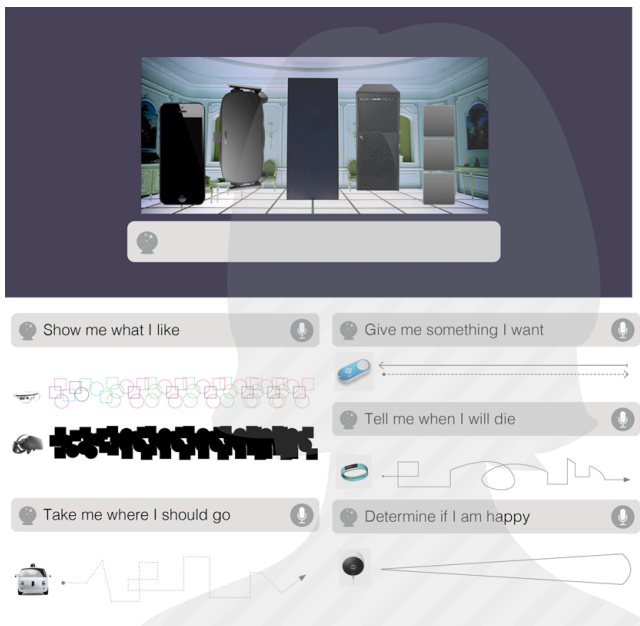 Show me what I like
Give me something I want
Tell me when I will die
Take me where I should go
Determine if I am happy